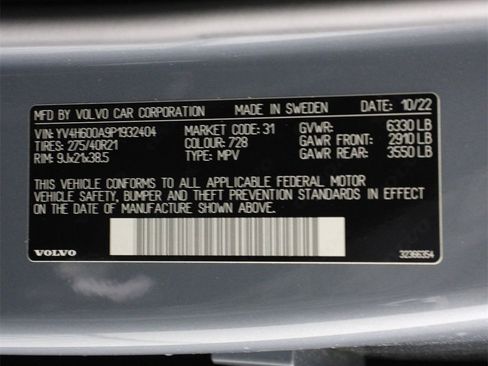 MFD BY VOLVO CAR CORPORATION MADE IN SWEDEN DATE: 10/22
VIN: YV4H600A9P1932404 MARKET CODE: 31 GVWR: 6330 LB
TIRES: 275/40R21 COLOUR: 728 GAWR FRONT: 2910 LB
RIM: 9Jx21x38.5 TYPE: MPV GAWR REAR: 3550 LB
THIS VEHICLE CONFORMS TO ALL APPLICABLE FEDERAL MOTOR
VEHICLE SAFETY, BUMPER AND THEFT PREVENTION STANDARDS IN EFFECT
ON THE DATE OF MANUFACTURE SHOWN ABOVE.
VOLVO 32366354